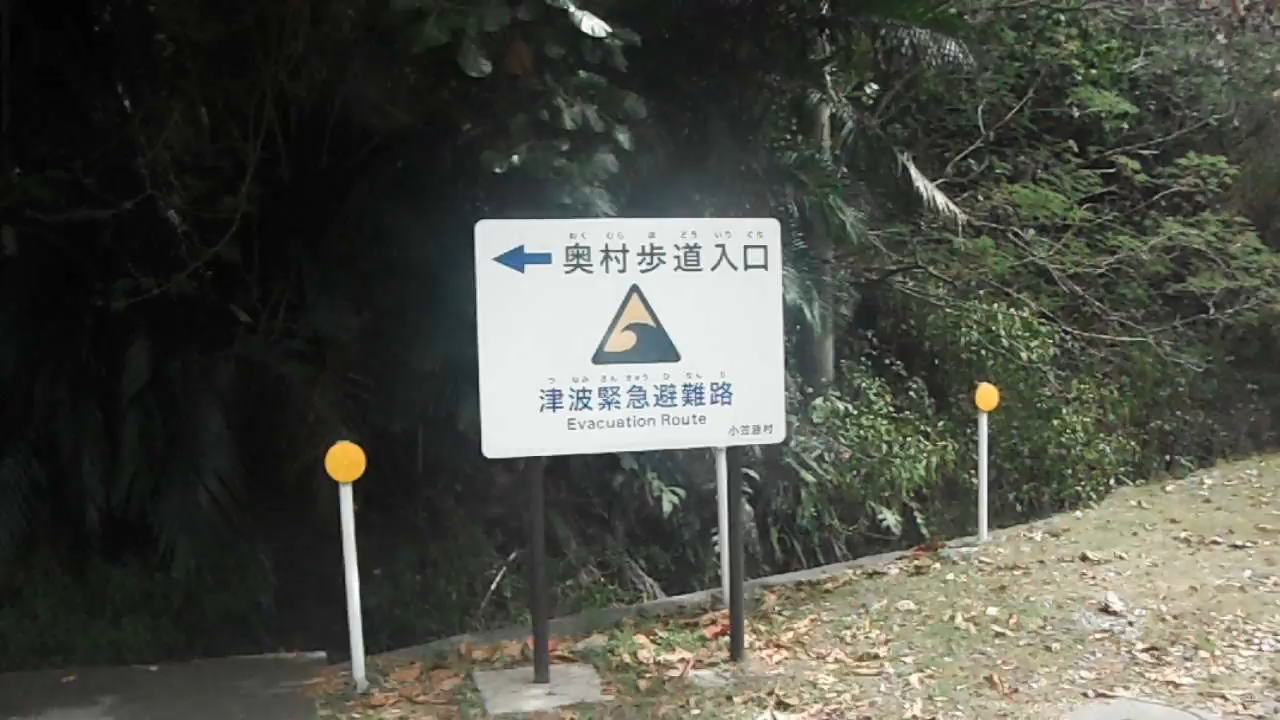 おくむらほどういりぐち
奥村歩道入口
つなみきんきゅうひなんろ
津波緊急避難路
Evacuation Route
小笠原村